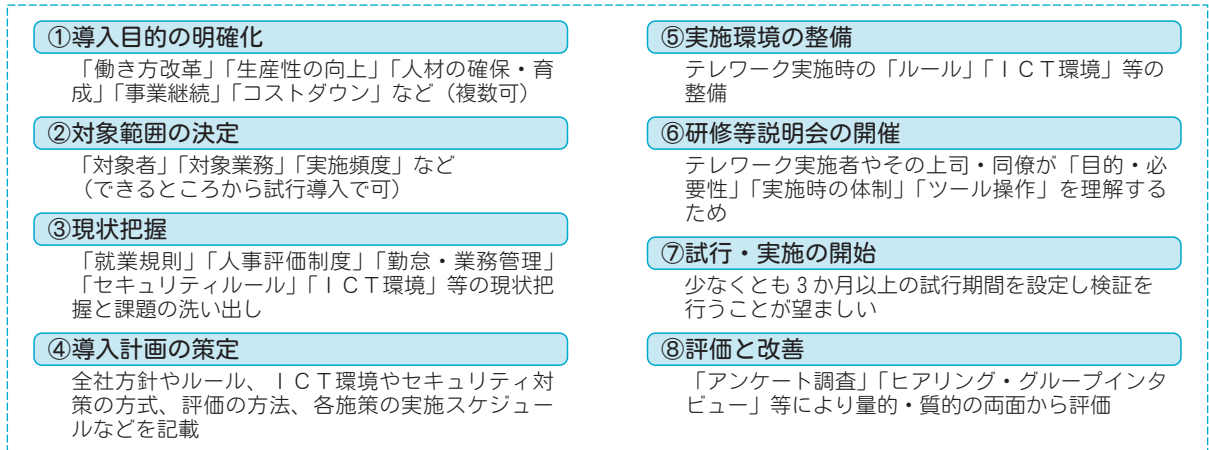 ①導入目的の明確化
「働き方改革」「生産性の向上」「人材の確保・育
成」「事業継続」「コストダウン」など（複数可）
②対象範囲の決定
「対象者」「対象業務」「実施頻度」など
（できるところから試行導入で可）
③現状把握
「就業規則」「人事評価制度」「勤怠・業務管理」
「セキュリティルール」「ＩＣＴ環境」等の現状把
握と課題の洗い出し
④導入計画の策定
全社方針やルール、ＩＣＴ環境やセキュリティ対
策の方式、評価の方法、各施策の実施スケジュー
ルなどを記載
⑤実施環境の整備
テレワーク実施時の「ルール」「ＩＣＴ環境」等の
整備
⑥研修等説明会の開催
テレワーク実施者やその上司・同僚が「目的・必
要性」「実施時の体制」「ツール操作」を理解する
ため
⑦試行・実施の開始
少なくとも３か月以上の試行期間を設定し検証を
行うことが望ましい
⑧評価と改善
「アンケート調査」「ヒアリング・グループインタ
ビュー」等により量的・質的の両面から評価